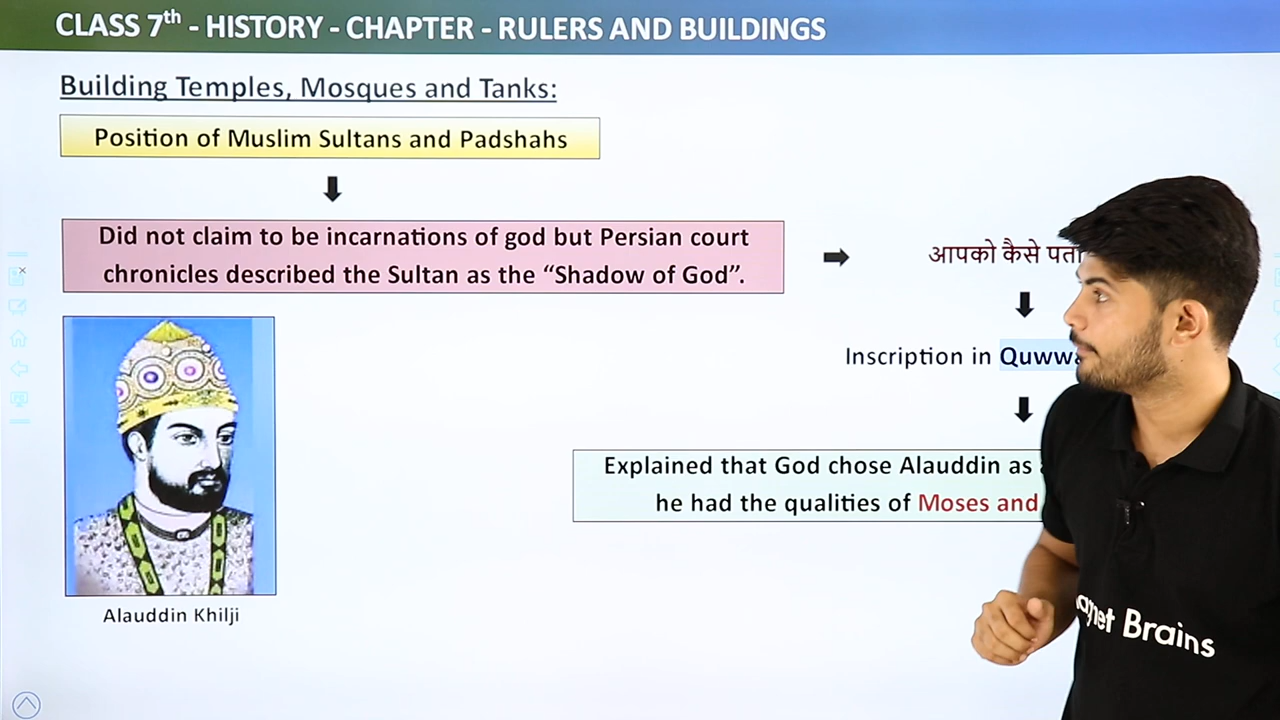 CLASS 7th - HISTORY - CHAPTER - RULERS AND BUILDINGS
Building Temples, Mosques and Tanks:
Position of Muslim Sultans and Padshahs
Did not claim to be incarnations of god but Persian court
chronicles described the Sultan as the “Shadow of God”.
आपको कैसे
Inscription in
Explained that God chose Alauddin as
he had the qualities of Moses and
Alauddin Khilji
Brains